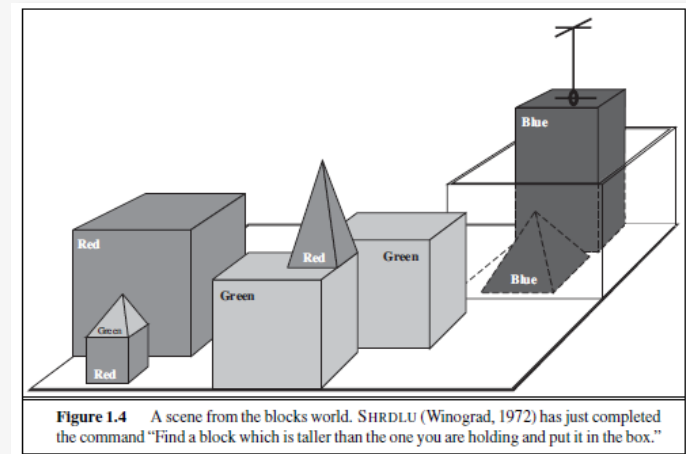 Blue
Red
Red
Green
Green
Blue
Green
Red
Figure 1.4 A scene from the blocks world. SHRDLU (Winograd, 1972) has just completed
the command “Find a block which is taller than the one you are holding and put it in the box.”